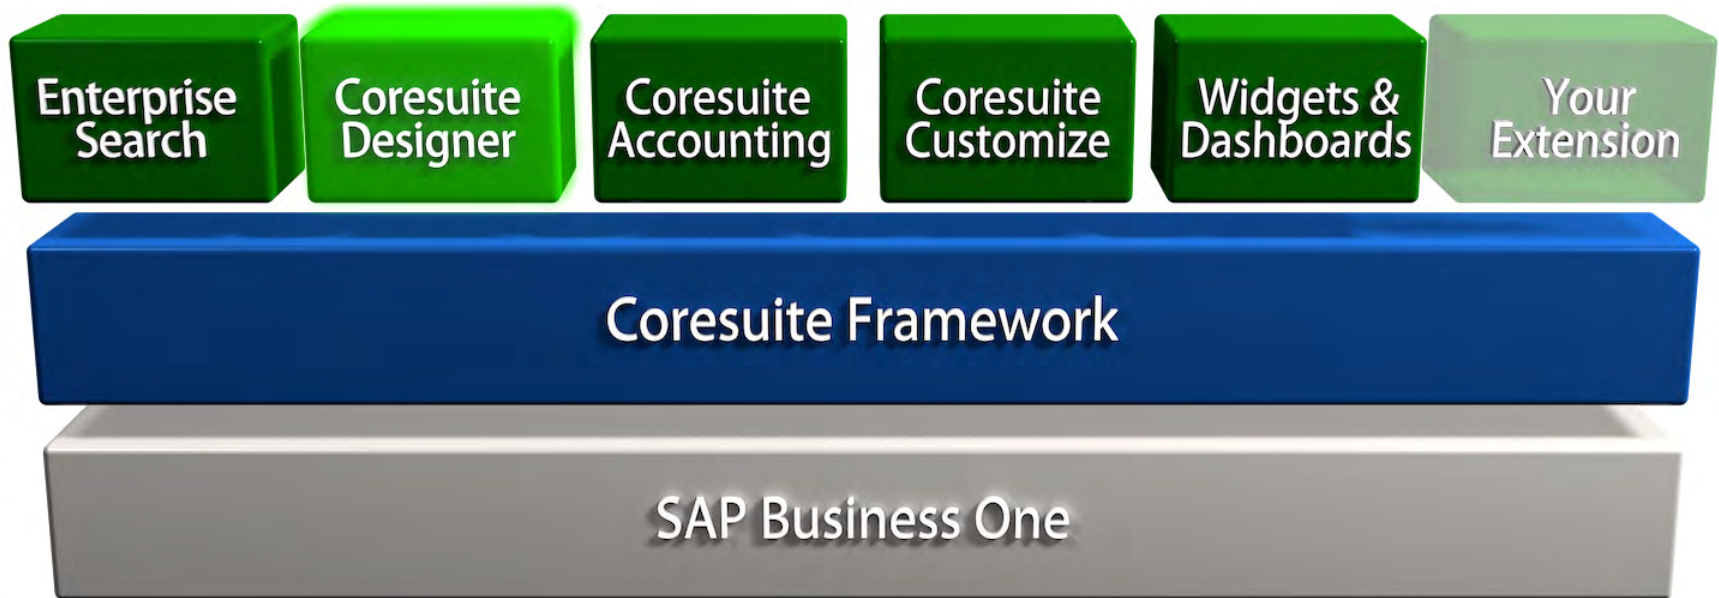 Enterprise
Search
Coresuite
Designer
Coresuite
Accounting
Coresuite
Customize
Widgets &
Dashboards
Your
Extension
Coresuite Framework
SAP Business One